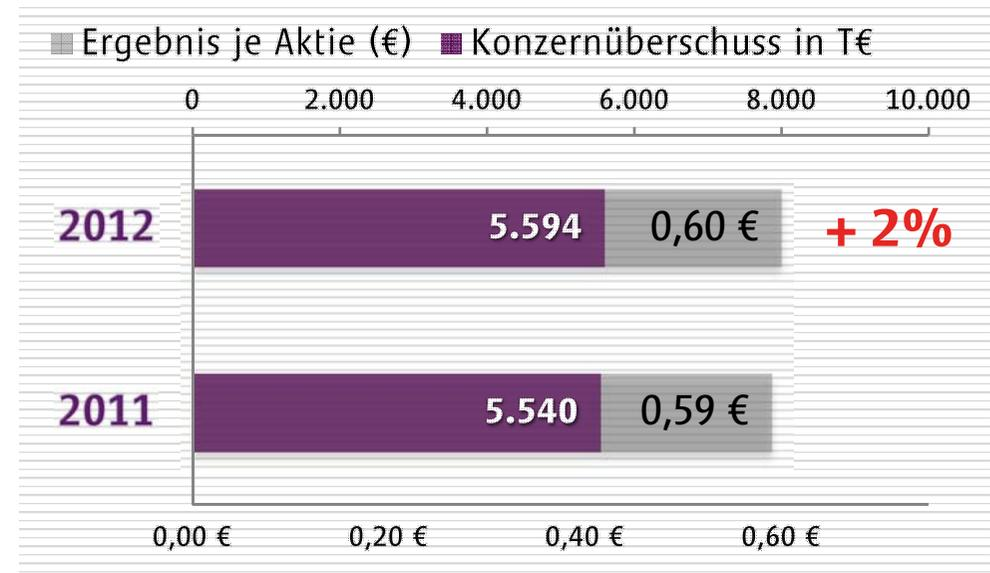 Ergebnis je Aktie (€) Konzernüberschuss in T€
0 2.000 4.000 6.000 8.000 10.000
2012 5.594 0,60 € + 2%
2011 5.540 0,59 €
0,00 € 0,20 € 0,40 € 0,60 €